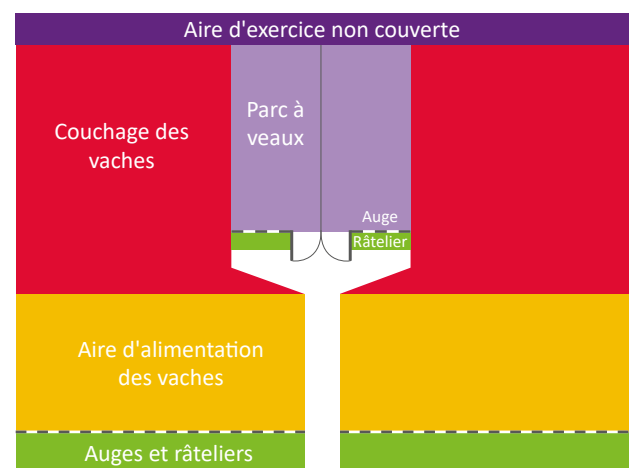 Aire d'exercice non couverte
Parc à
veaux
Couchage des
vaches
Auge
Râtelier
Aire d'alimentation
des vaches
Auges et râteliers